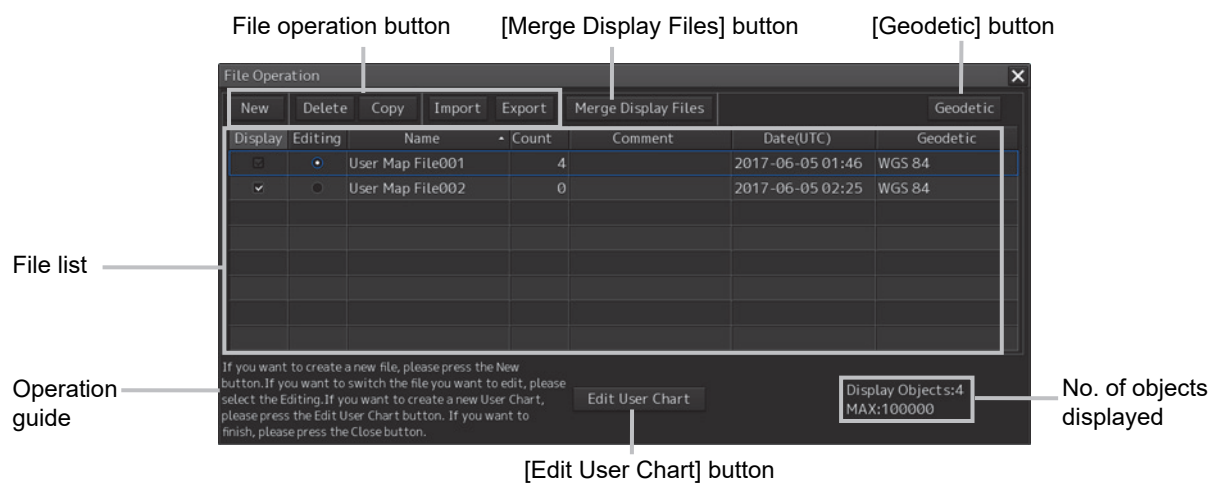 File operation button [Merge Display Files] button [Geodetic] button
File Operation
New Delete Copy Import Export Merge Display Files Geodetic
Display Editing Name Count Comment Date(UTC) Geodetic
User Map File001 4 2017-06-05 01:46 WGS 84
User Map File002 0 2017-06-05 02:25 WGS 84
File list
If you want to create a new file, please press the New
button.If you want to switch the file you want to edit, please
select the Editing.If you want to create a new User Chart,
please press the Edit User Chart button. If you want to
finish, please press the Close button.
Operation
guide
Edit User Chart
Display Objects:4
MAX:100000
No. of objects
displayed
[Edit User Chart] button